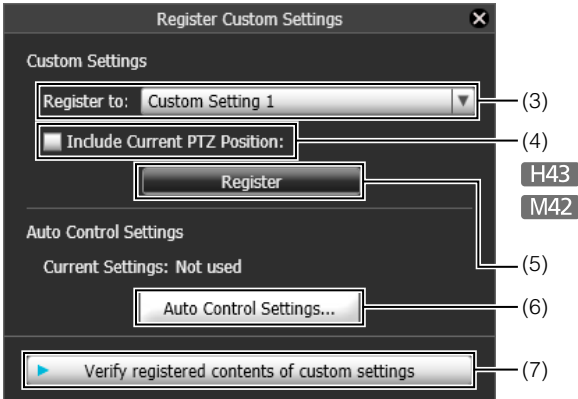 Register Custom Settings
Custom Settings
Register to: Custom Setting 1
(3)
Include Current PTZ Position:
(4)
H43
M42
Register
(5)
Auto Control Settings
Current Settings: Not used
Auto Control Settings...
(6)
Verify registered contents of custom settings
(7)